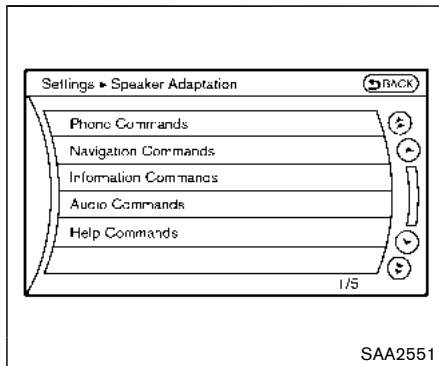 Settings ▸ Speaker Adaptation
BACK
Phone Commands
Navigation Commands
Information Commands
Audio Commands
Help Commands
1/5
SAA2551